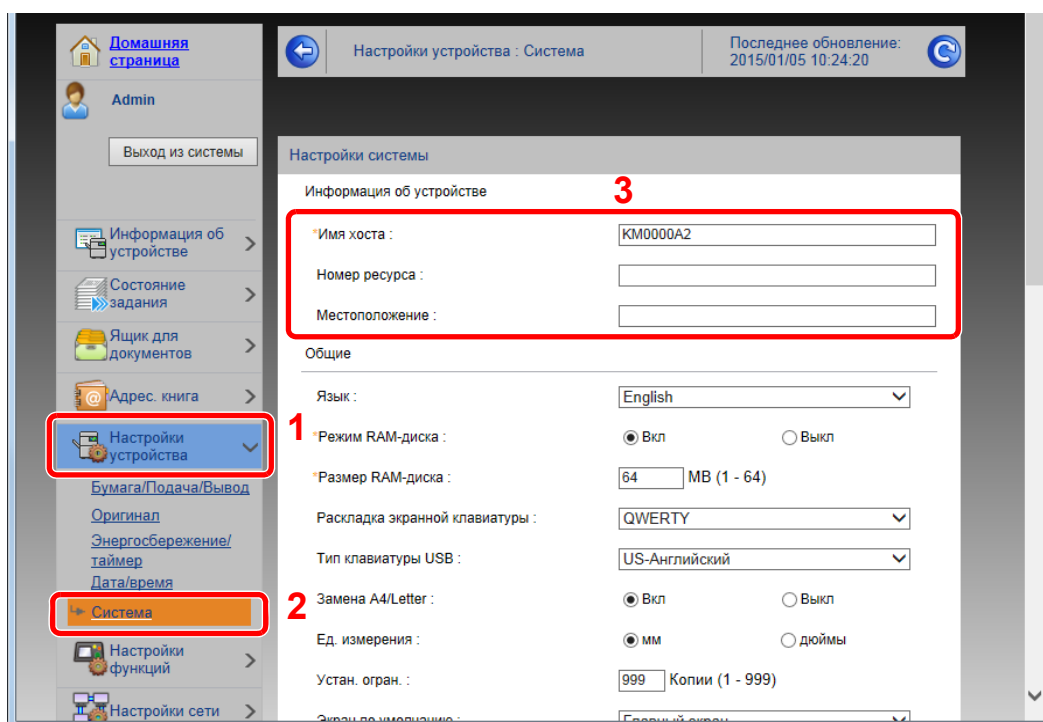 Домашняя
страница
Admin
Выход из системы
Информация об
устройстве
Состояние
задания
Ящик для
документов
Адрес. книга
Настройки
устройства
1
Бумага/Подача/Вывод
Оригинал
Энергосбережение/
таймер
Дата/время
Система
2
Настройки
функций
Настройки сети
Настройки устройства : Система
Последнее обновление:
2015/01/05 10:24:20
Настройки системы
Информация об устройстве
3
*Имя хоста : KM0000A2
Номер ресурса :
Местоположение :
Общие
Язык : English
*Режим RAM-диска : Вкл Выкл
*Размер RAM-диска : 64 MB (1 - 64)
Раскладка экранной клавиатуры : QWERTY
Тип клавиатуры USB : US-Английский
Замена A4/Letter : Вкл Выкл
Ед. измерения : мм дюймы
Устан. огран. : 999 Копии (1 - 999)
Экран по умолчанию : Главный экран